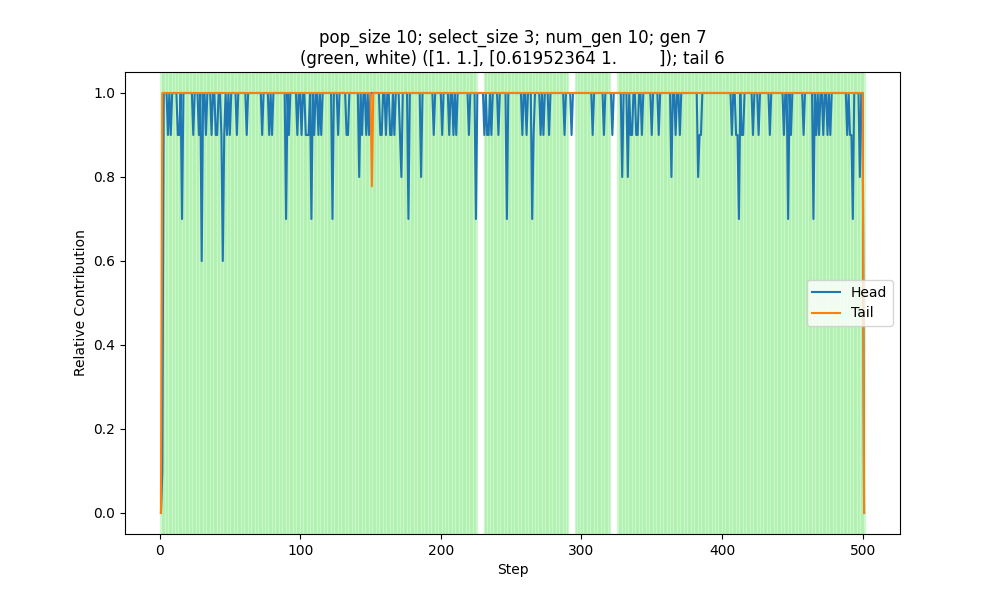 pop_size 10; select_size 3; num_gen 10; gen 7
(green, white) ([1. 1.], [0.61952364 1.         ]); tail 6
1.0
0.8
0.6
0.4
0.2
0.0
Relative Contribution
Head
Tail
0
100
200
300
400
500
Step